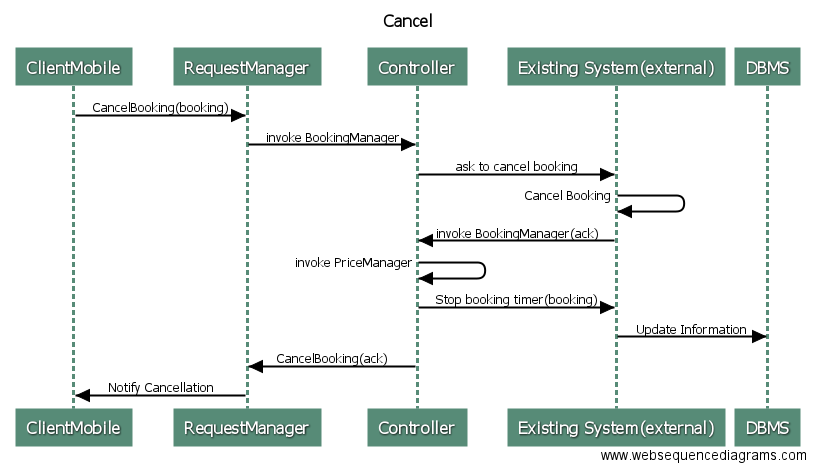 Cancel
ClientMobile RequestManager Controller Existing System(external) DBMS
CancelBooking(booking)
invoke BookingManager
ask to cancel booking
Cancel Booking
invoke BookingManager(ack)
invoke PriceManager
Stop booking timer(booking)
Update Information
CancelBooking(ack)
Notify Cancellation
ClientMobile RequestManager Controller Existing System(external) DBMS
www.websequencediagrams.com